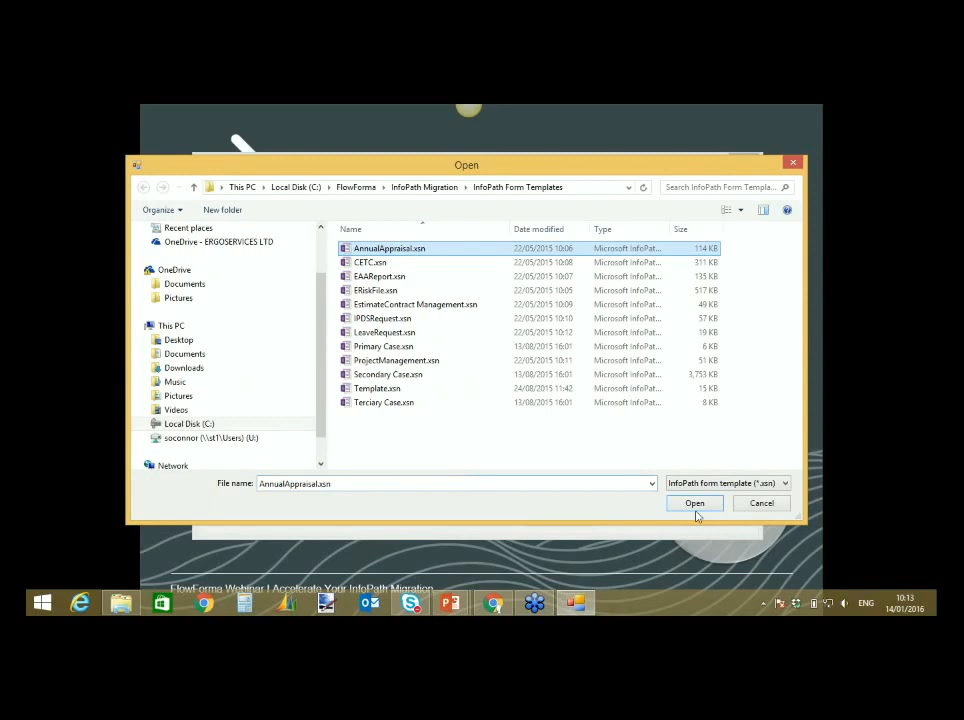 Open
This PC
Local Disk (C:)
FlowForma
InfoPath Migration
InfoPath Form Templates
Search InfoPath Form Templa...
Organize
New folder
Recent places
OneDrive - ERGOSERVICES LTD
OneDrive
Documents
Pictures
This PC
Desktop
Documents
Downloads
Music
Pictures
Videos
Local Disk (C:)
soconnor (\\st1\Users) (U:)
Network
Name Date modified Type Size
AnnualAppraisal.xsn 22/05/2015 10:06 Microsoft InfoPat... 114 KB
CETC.xsn 22/05/2015 10:08 Microsoft InfoPat... 311 KB
EAAReport.xsn 22/05/2015 10:07 Microsoft InfoPat... 135 KB
ERiskFile.xsn 22/05/2015 10:05 Microsoft InfoPat... 517 KB
EstimateContract Management.xsn 22/05/2015 10:09 Microsoft InfoPat... 49 KB
IPDSRequest.xsn 22/05/2015 10:10 Microsoft InfoPat... 57 KB
LeaveRequest.xsn 22/05/2015 10:12 Microsoft InfoPat... 19 KB
Primary Case.xsn 13/08/2015 16:01 Microsoft InfoPat... 6 KB
ProjectManagement.xsn 22/05/2015 10:11 Microsoft InfoPat... 51 KB
Secondary Case.xsn 13/08/2015 16:01 Microsoft InfoPat... 3,753 KB
Template.xsn 24/08/2015 11:42 Microsoft InfoPat... 15 KB
Terciary Case.xsn 13/08/2015 16:01 Microsoft InfoPat... 8 KB
File name: AnnualAppraisal.xsn
InfoPath form template (*.xsn)
Open
Cancel
FlowForma Webinar | Accelerate Your InfoPath Migration
ENG
10:13
14/01/2016